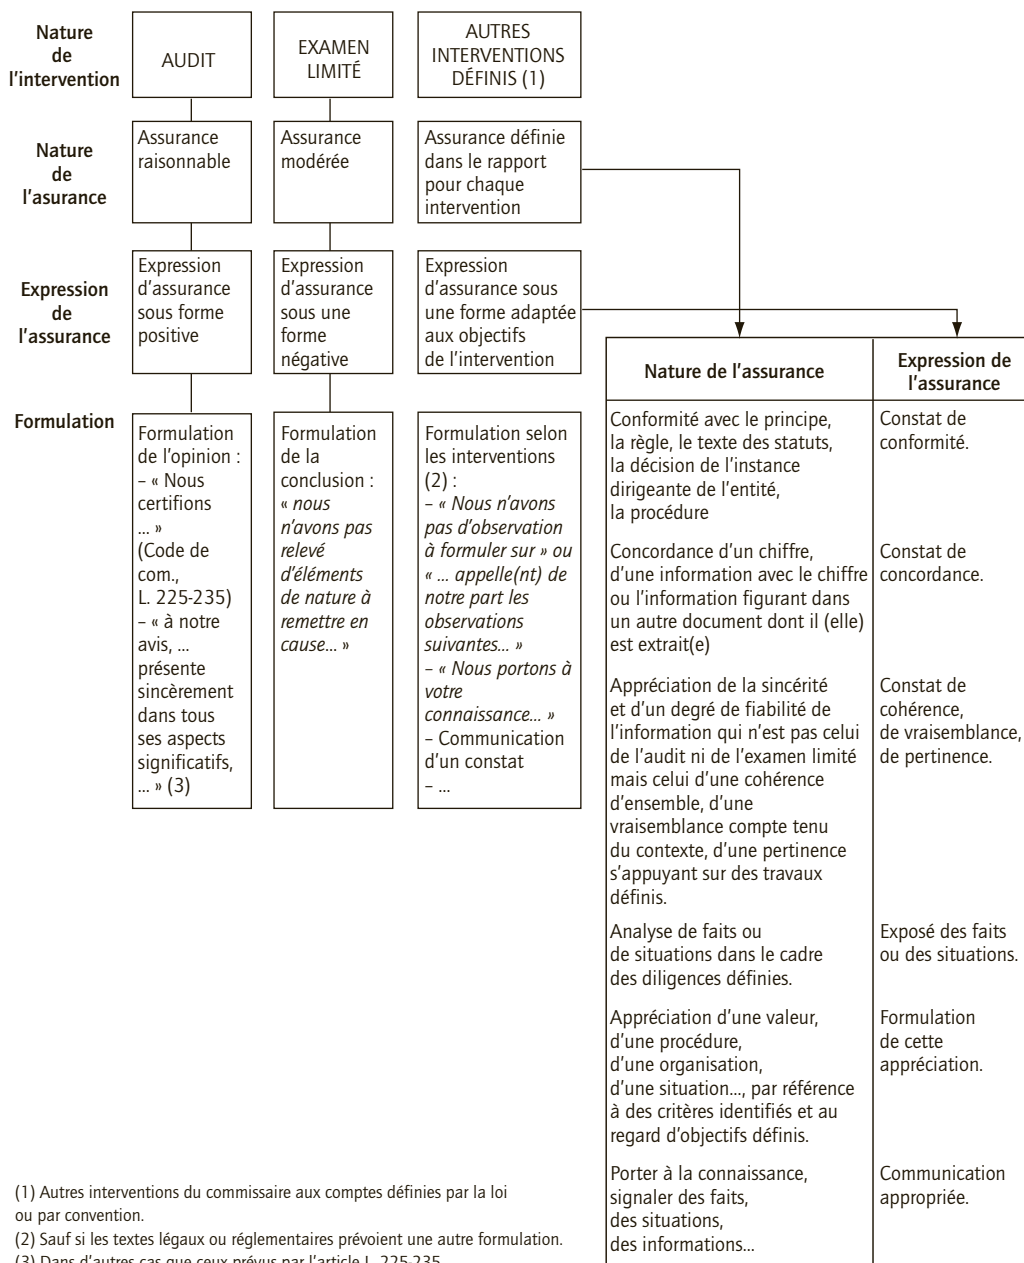 Nature
de
l'intervention
AUDIT
EXAMEN
LIMITÉ
AUTRES
INTERVENTIONS
DÉFINIS (1)
Nature
de
l'asurance
Assurance
raisonnable
Assurance
modérée
Assurance définie
dans le rapport
pour chaque
intervention
Expression
de
l'assurance
Expression
d'assurance
sous forme
positive
Expression
d'assurance
sous une
forme
négative
Expression
d'assurance sous
une forme adaptée
aux objectifs
de l'intervention
Formulation
Formulation
de l'opinion :
– « Nous
certifions
... »
(Code de
com.,
L. 225-235)
– « à notre
avis, ...
présente
sincèrement
dans tous
ses aspects
significatifs,
... » (3)
Formulation
de la
conclusion :
« nous
n'avons pas
relevé
d'éléments
de nature à
remettre en
cause... »
Formulation selon
les interventions
(2) :
– « Nous n'avons
pas d'observation
à formuler sur » ou
« ... appelle(nt) de
notre part les
observations
suivantes... »
– « Nous portons à
votre
connaissance... »
– Communication
d'un constat
– ...
Nature de l'assurance
Expression de
l'assurance
Conformité avec le principe,
la règle, le texte des statuts,
la décision de l'instance
dirigeante de l'entité,
la procédure
Constat de
conformité.
Concordance d'un chiffre,
d'une information avec le chiffre
ou l'information figurant dans
un autre document dont il (elle)
est extrait(e)
Constat de
concordance.
Appréciation de la sincérité
et d'un degré de fiabilité de
l'information qui n'est pas celui
de l'audit ni de l'examen limité
mais celui d'une cohérence
d'ensemble, d'une
vraisemblance compte tenu
du contexte, d'une pertinence
s'appuyant sur des travaux
définis.
Constat de
cohérence,
de vraisemblance,
de pertinence.
Analyse de faits ou
de situations dans le cadre
des diligences définies.
Exposé des faits
ou des situations.
Appréciation d'une valeur,
d'une procédure,
d'une organisation,
d'une situation..., par référence
à des critères identifiés et au
regard d'objectifs définis.
Formulation
de cette
appréciation.
Porter à la connaissance,
signaler des faits,
des situations,
des informations...
Communication
appropriée.
(1) Autres interventions du commissaire aux comptes définies par la loi
ou par convention.
(2) Sauf si les textes légaux ou réglementaires prévoient une autre formulation.
(3) Dans d'autres cas que ceux prévus par l'article L. 225-235.